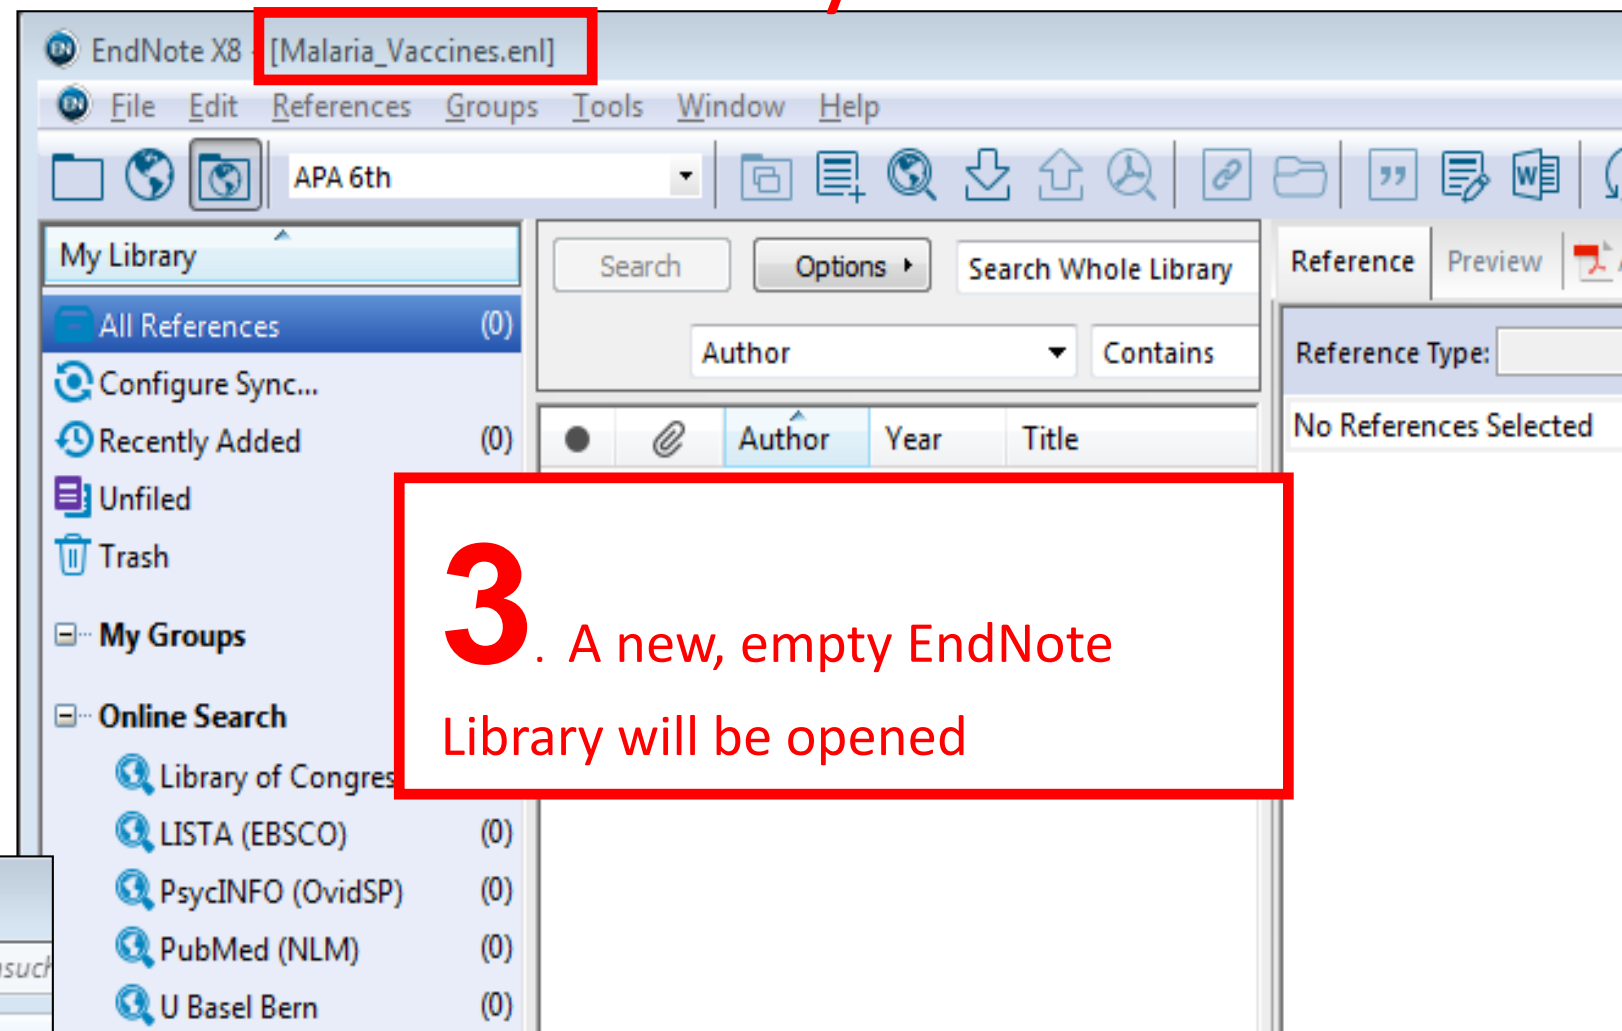 EndNote X8 - [Malaria_Vaccines.enl]
File Edit References Groups Tools Window Help
APA 6th
My Library
Search Options Search Whole Library
Reference Preview
All References (0)
Author Contains
Reference Type:
Configure Sync...
Recently Added (0)
Author Year Title
No References Selected
Unfiled
Trash
3. A new, empty EndNote
Library will be opened
My Groups
Online Search
Library of Congres
LISTA (EBSCO) (0)
PsycINFO (OvidSP) (0)
PubMed (NLM) (0)
U Basel Bern (0)